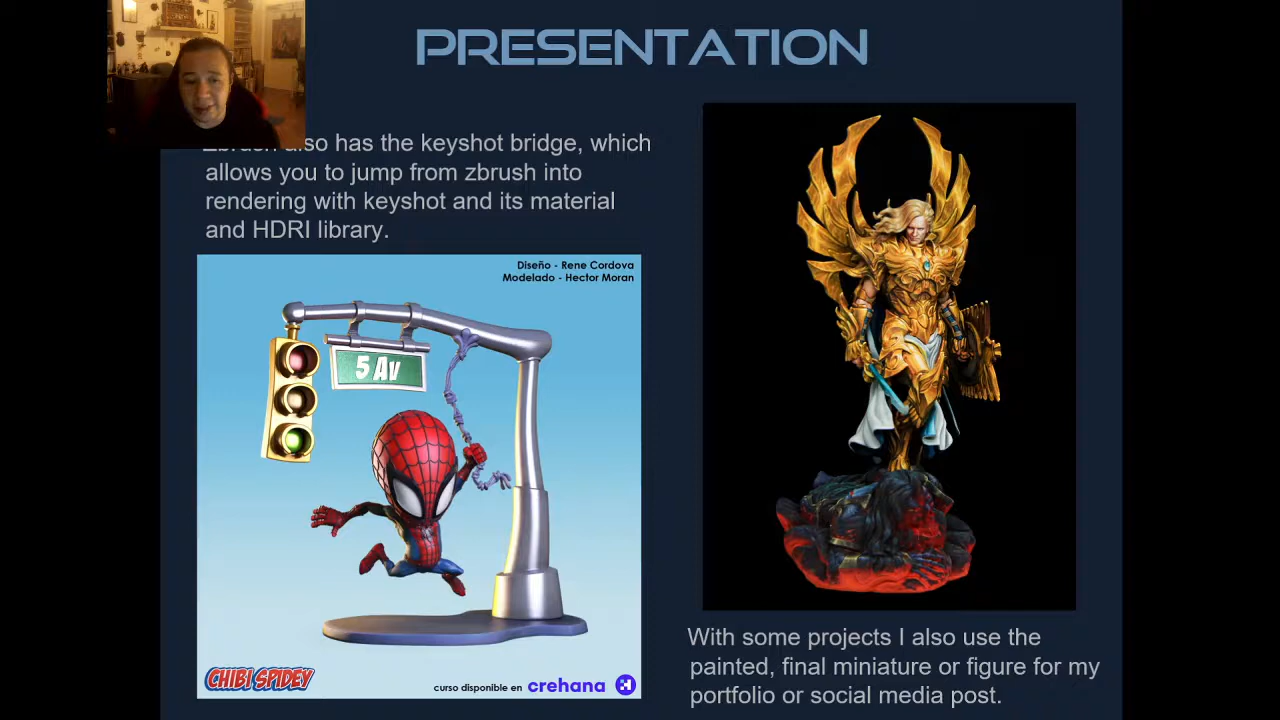 PRESENTATION
Zbrush also has the keyshot bridge, which
allows you to jump from zbrush into
rendering with keyshot and its material
and HDRI library.
Diseño - Rene Cordova
Modelado - Hector Moran
5 Av
CHIBI SPIDEY
curso disponible en crehana
With some projects I also use the
painted, final miniature or figure for my
portfolio or social media post.